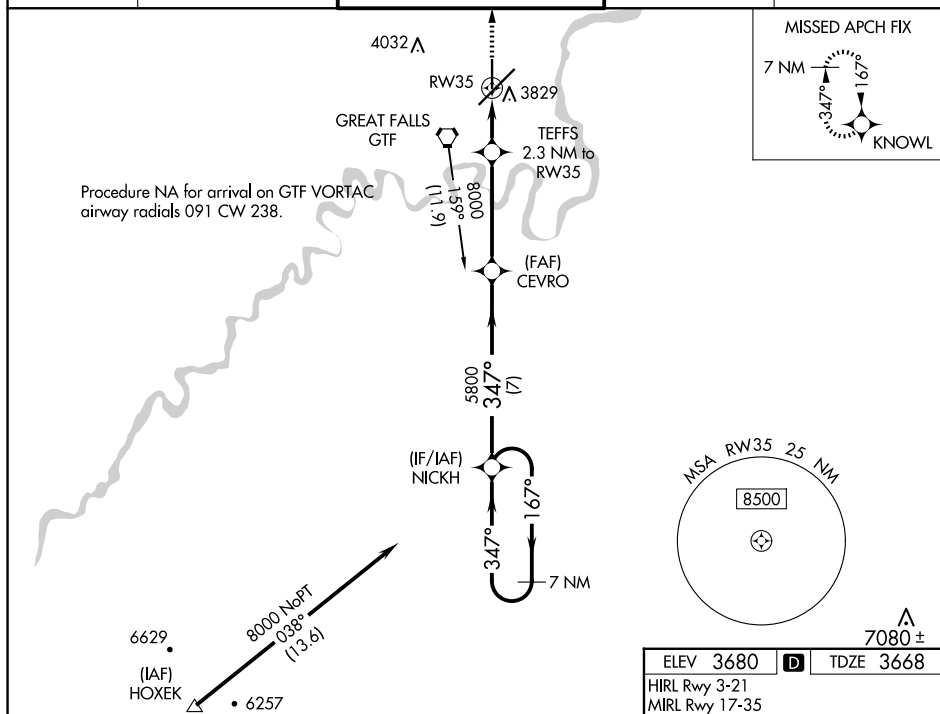 4032
RW35
3829
MISSED APCH FIX
7 NM
347°
167°
KNOWL
GREAT FALLS
GTF
TEFFS
2.3 NM to
RW35
8000
159°
(11.9)
Procedure NA for arrival on GTF VORTAC
airway radials 091 CW 238.
(FAF)
CEVRO
5800
347°
(7)
(IF/IAF)
NICKH
347°
167°
7 NM
MSA RW35 25 NM
8500
8000 NoPT
038°
(13.6)
6629
(IAF)
HOXEK
6257
7080 ±
ELEV 3680 D TDZE 3668
HIRL Rwy 3-21
MIRL Rwy 17-35